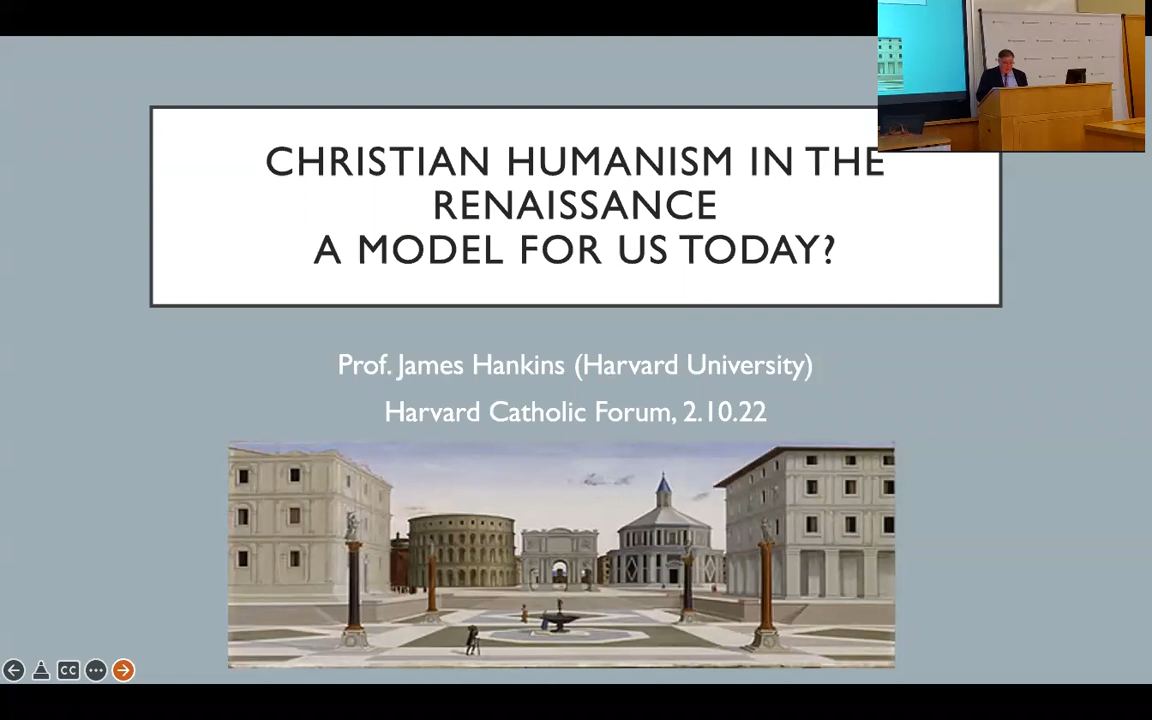 CHRISTIAN HUMANISM IN THE
RENAISSANCE
A MODEL FOR US TODAY?
Prof. James Hankins (Harvard University)
Harvard Catholic Forum, 2.10.22
CC